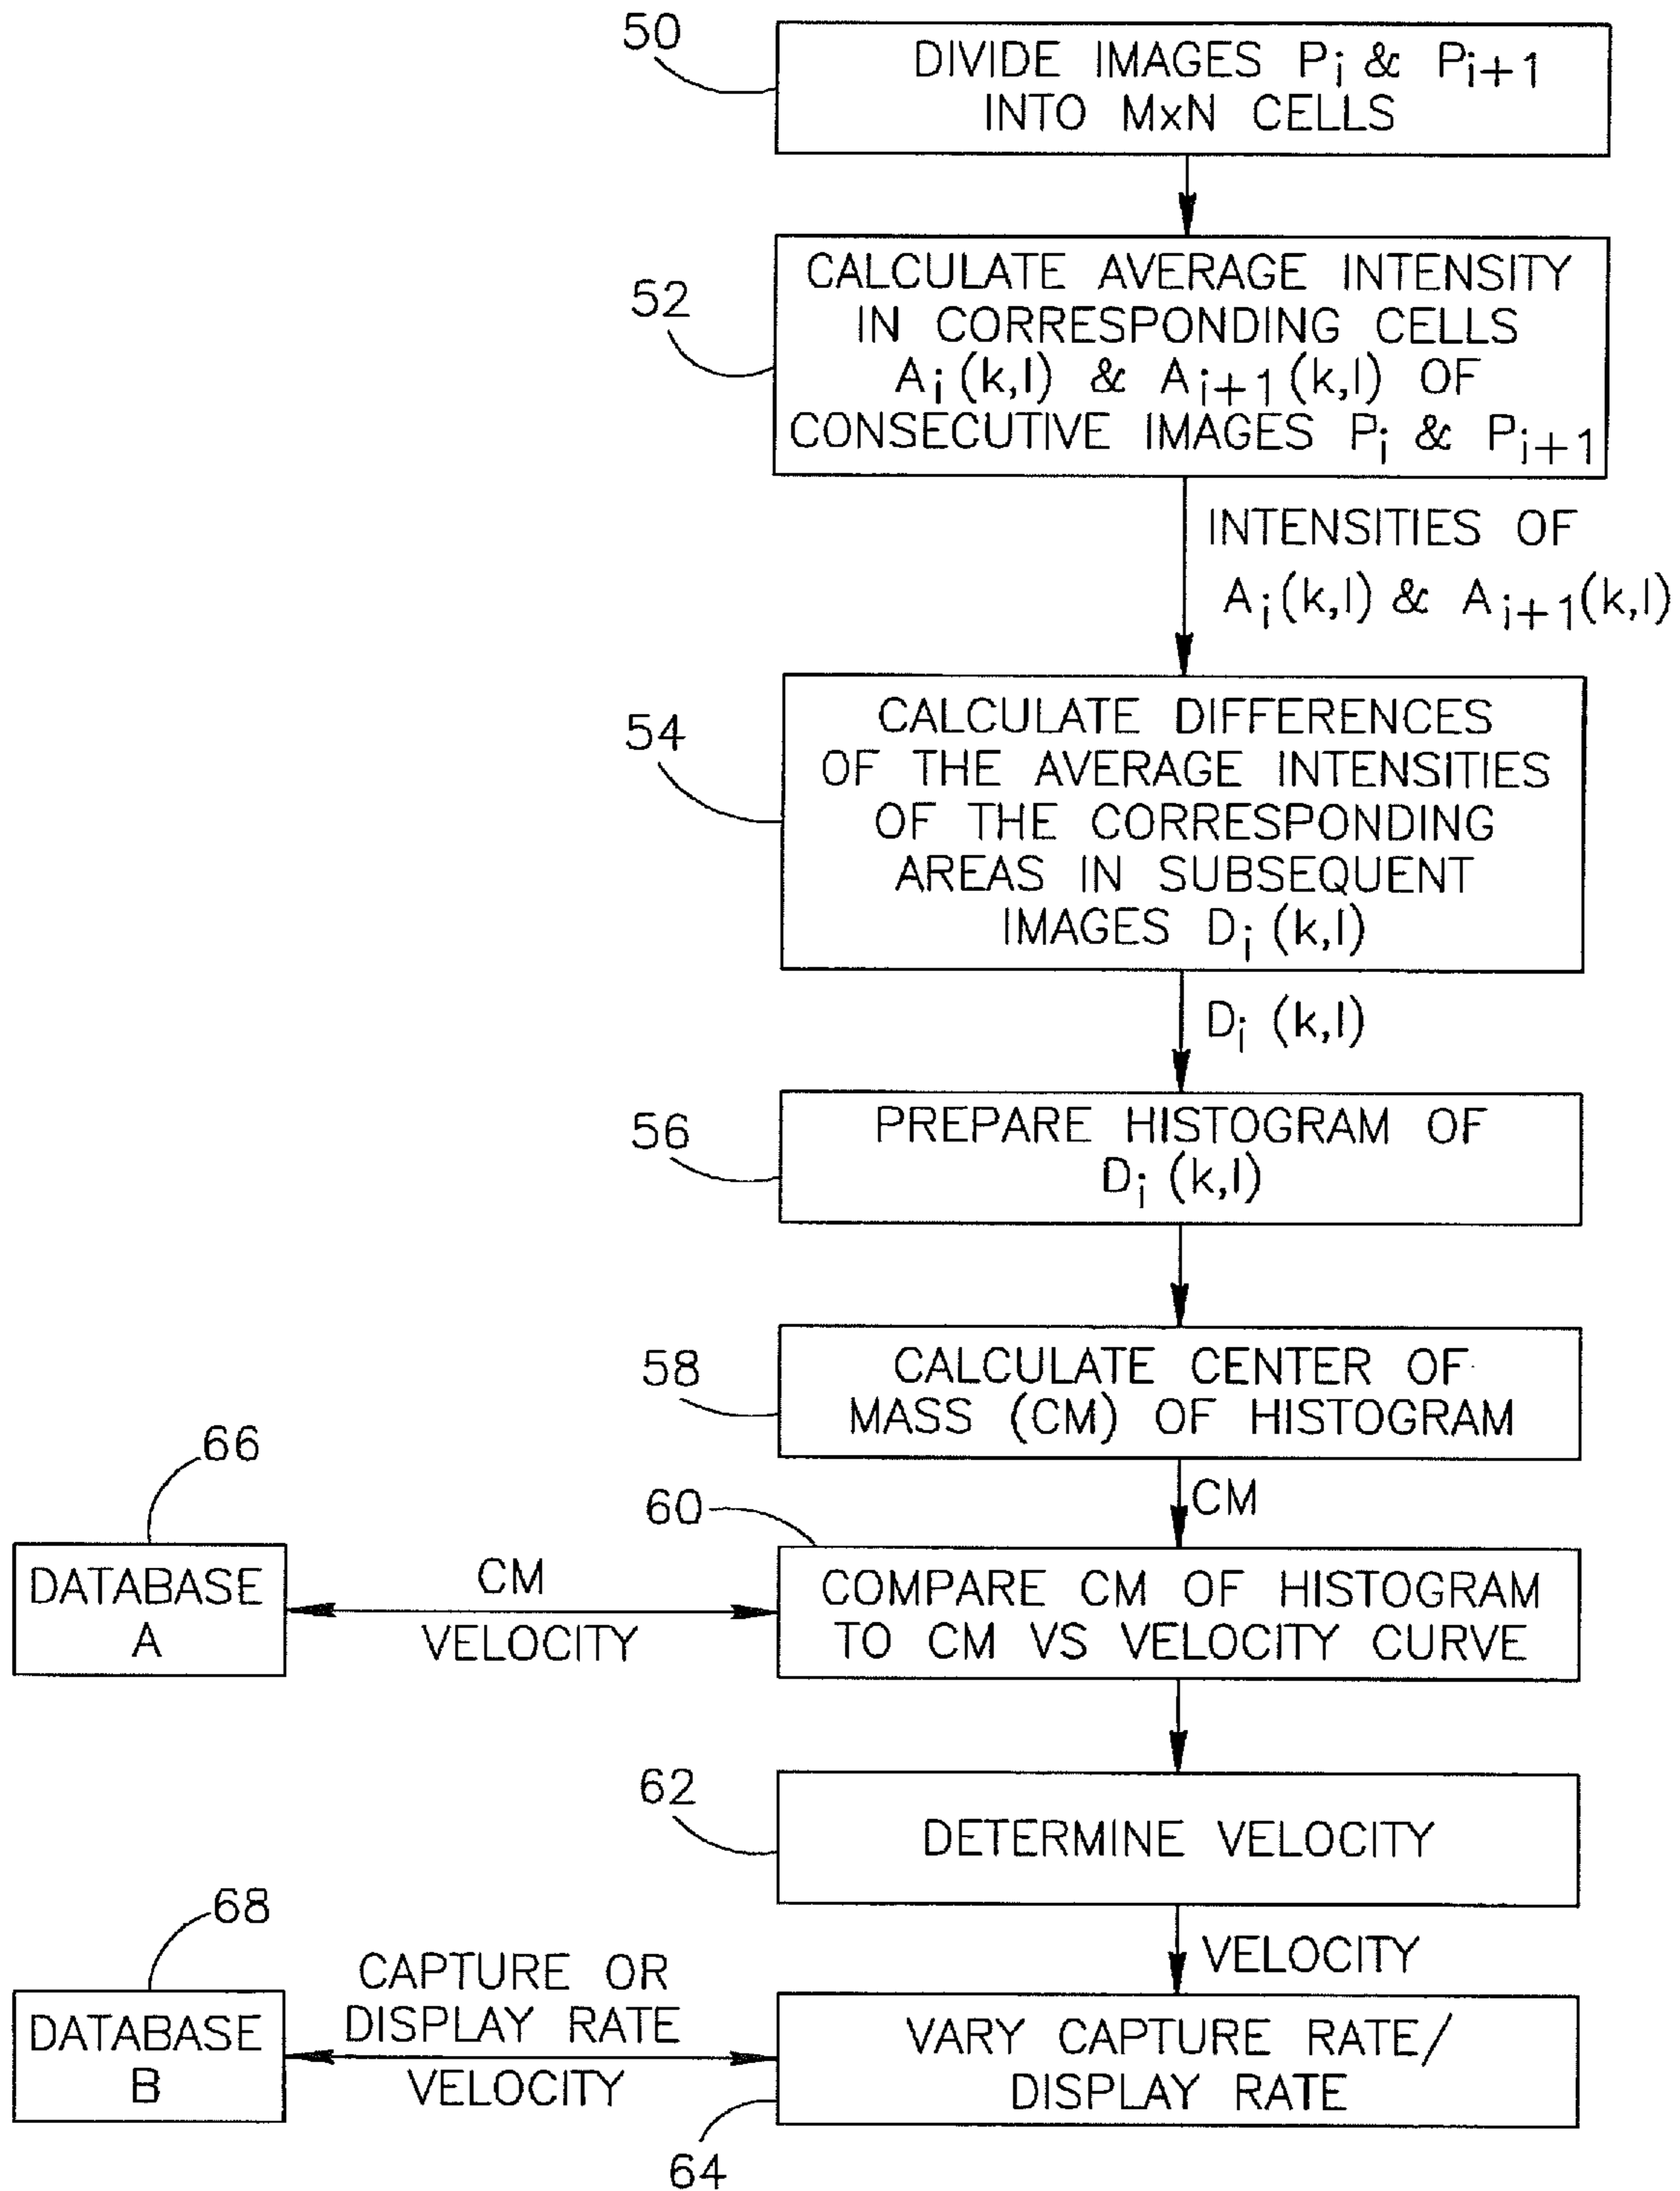 50
DIVIDE IMAGES Pi & Pi+1
INTO MxN CELLS
52
CALCULATE AVERAGE INTENSITY
IN CORRESPONDING CELLS
Ai(k,l) & Ai+1(k,l) OF
CONSECUTIVE IMAGES Pi & Pi+1
INTENSITIES OF
Ai(k,l) & Ai+1(k,l)
54
CALCULATE DIFFERENCES
OF THE AVERAGE INTENSITIES
OF THE CORRESPONDING
AREAS IN SUBSEQUENT
IMAGES Di (k,l)
Di (k,l)
56
PREPARE HISTOGRAM OF
Di (k,l)
58
CALCULATE CENTER OF
MASS (CM) OF HISTOGRAM
CM
66
DATABASE
A
CM
VELOCITY
60
COMPARE CM OF HISTOGRAM
TO CM VS VELOCITY CURVE
62
DETERMINE VELOCITY
VELOCITY
68
DATABASE
B
CAPTURE OR
DISPLAY RATE
VELOCITY
VARY CAPTURE RATE/
DISPLAY RATE
64